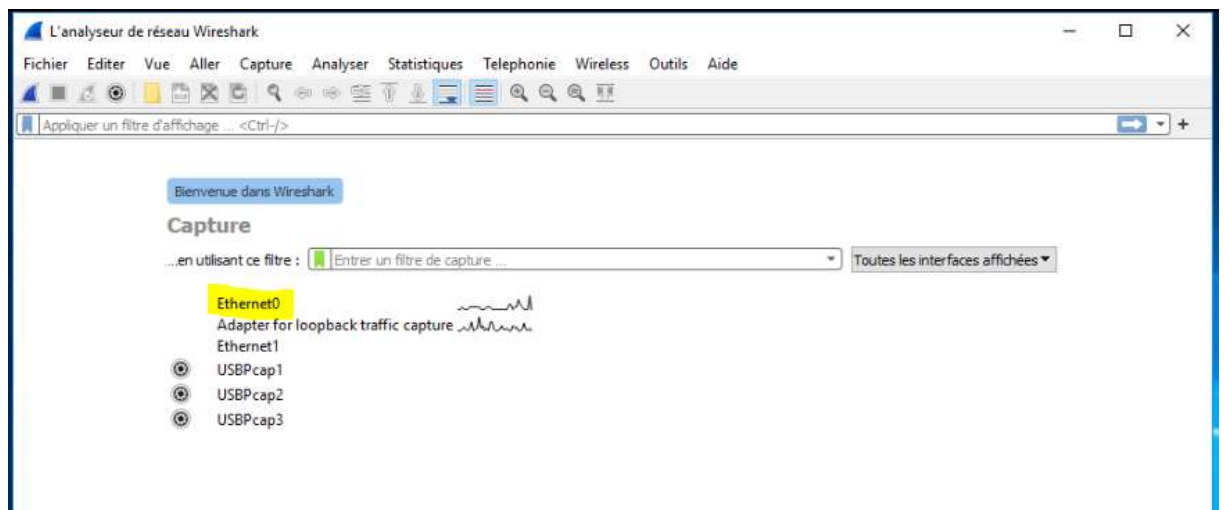 L'analyseur de réseau Wireshark
Fichier Editer Vue Aller Capture Analyser Statistiques Telephonie Wireless Outils Aide
Appliquer un filtre d'affichage ... <Ctrl-/>
Bienvenue dans Wireshark
Capture
...en utilisant ce filtre : Entrer un filtre de capture ... Toutes les interfaces affichées
Ethernet0
Adapter for loopback traffic capture
Ethernet1
USBPcap1
USBPcap2
USBPcap3